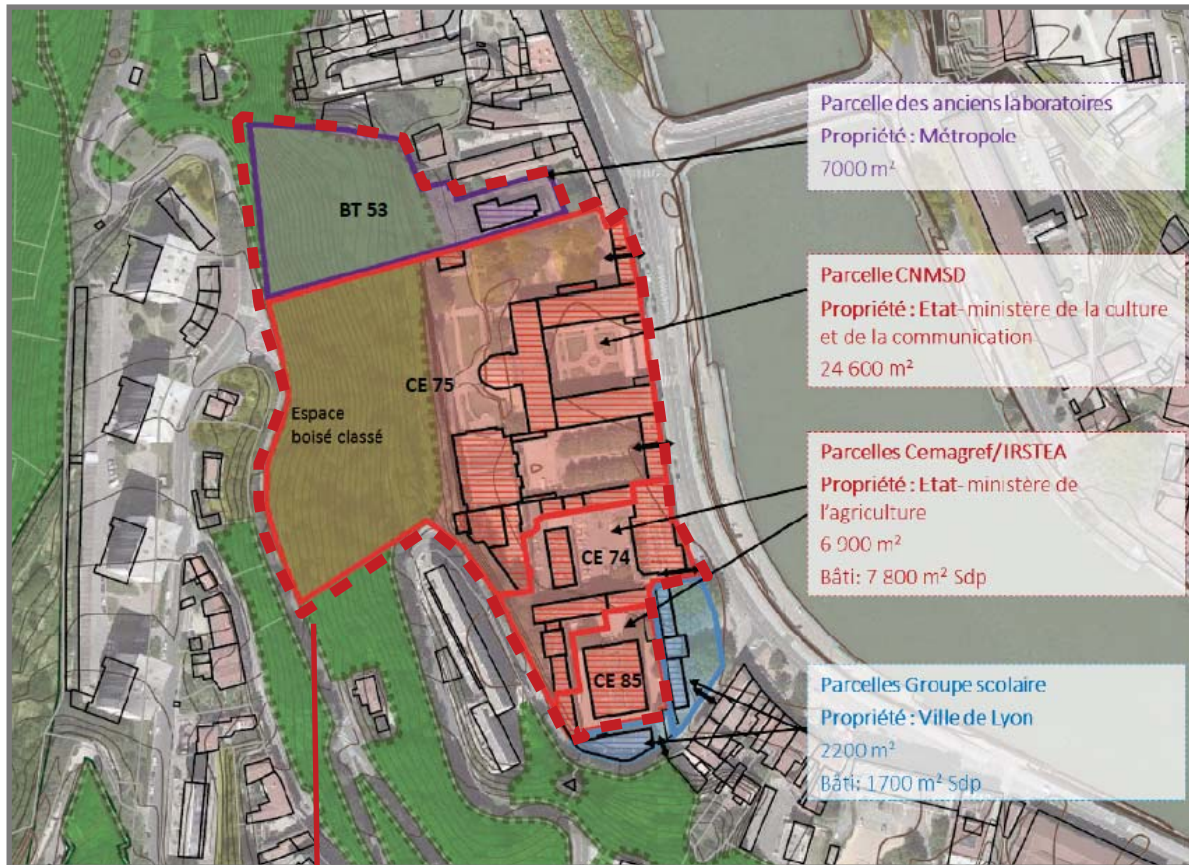 Parcelle des anciens laboratoires
Propriété : Métropole
7000 m²
BT 53
Parcelle CNMSD
Propriété : Etat- ministère de la culture
et de la communication
24 600 m²
CE 75
Espace
boisé classé
Parcelles Cemagref/IRSTEA
Propriété : Etat- ministère de
l'agriculture
6 900 m²
Bâti: 7 800 m² Sdp
CE 74
CE 85
Parcelles Groupe scolaire
Propriété : Ville de Lyon
2200 m²
Bâti: 1700 m² Sdp